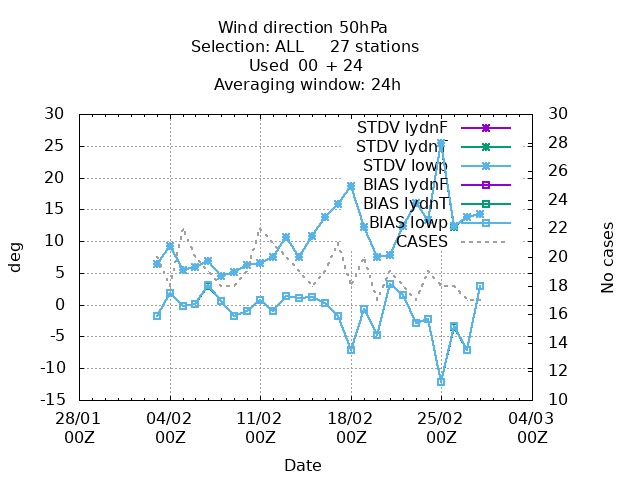 Wind direction 50hPa
Selection: ALL 27 stations
Used 00 + 24
Averaging window: 24h
30 30
25 28
20 26
15 24
10 22
5 20
0 18
-5 16
-10 14
-15 12
10
deg
No cases
STDV lydnF
STDV lydnT
STDV lowp
BIAS lydnF
BIAS lydnT
BIAS lowp
CASES
28/01 04/02 11/02 18/02 25/02 04/03
00Z 00Z 00Z 00Z 00Z 00Z
Date